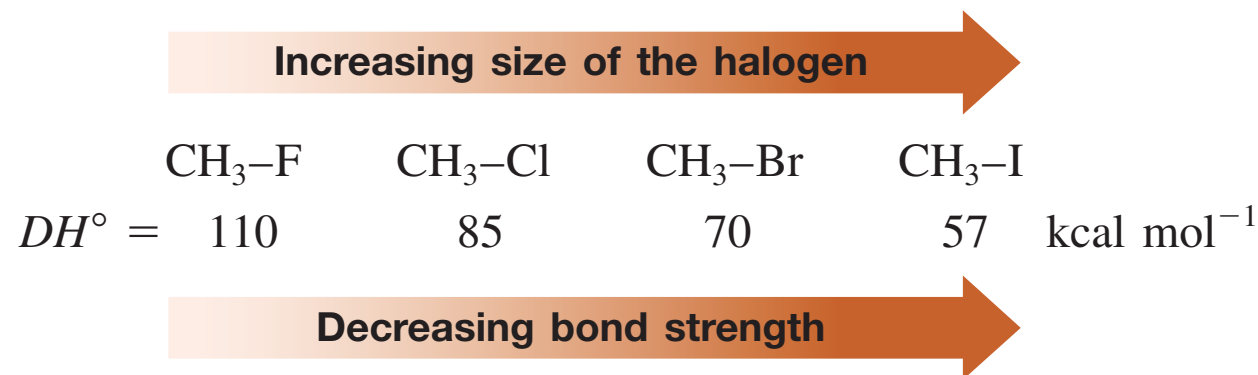 Increasing size of the halogen
CH₃–F CH₃–Cl CH₃–Br CH₃–I
DH° = 110 85 70 57 kcal mol⁻¹
Decreasing bond strength